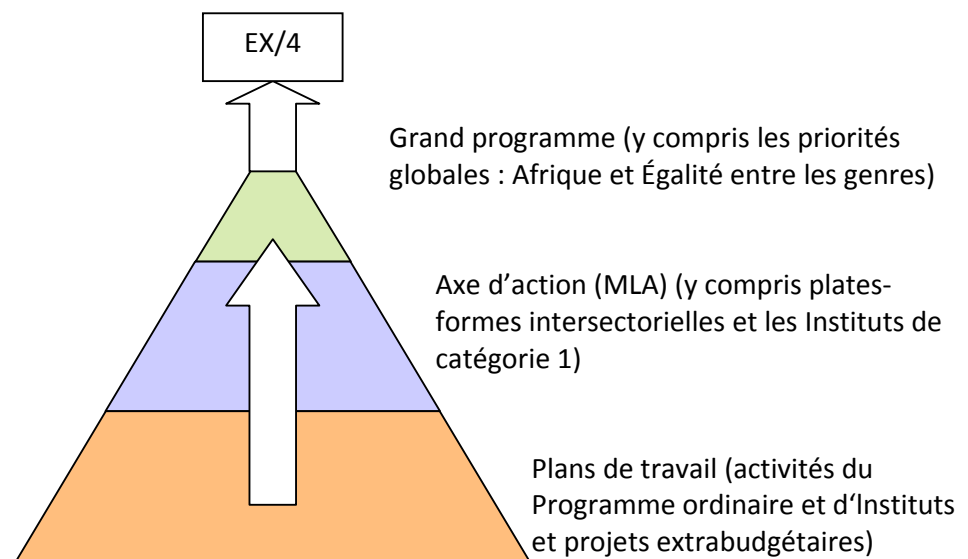 EX/4
Grand programme (y compris les priorités
globales : Afrique et Égalité entre les genres)
Axe d’action (MLA) (y compris plates-
formes intersectorielles et les Instituts de
catégorie 1)
Plans de travail (activités du
Programme ordinaire et d‘Instituts
et projets extrabudgétaires)